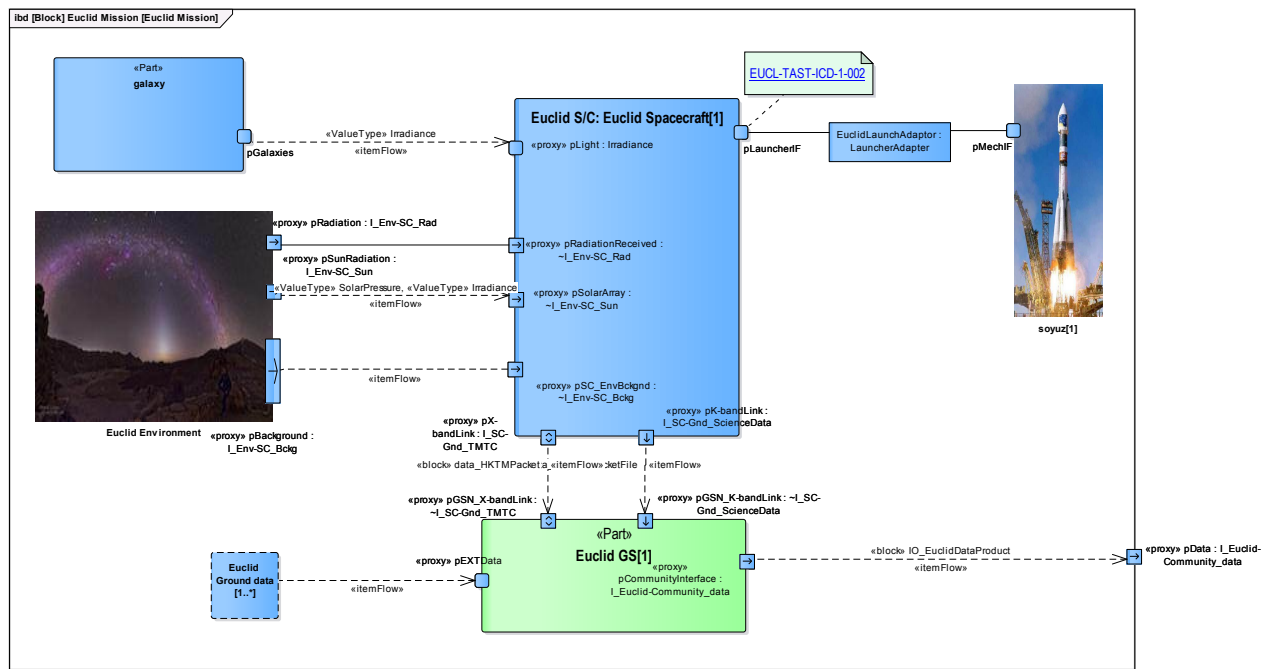 ibd [Block] Euclid Mission [Euclid Mission]
«Part»
galaxy
pGalaxies
«ValueType» Irradiance
«itemFlow»
Euclid S/C: Euclid Spacecraft[1]
«proxy» pLight : Irradiance
EUCL-TAST-ICD-1-002
pLauncherIF
EuclidLaunchAdaptor :
LauncherAdapter
pMechIF
soyuz[1]
«proxy» pRadiation : I_Env-SC_Rad
«proxy» pRadiationReceived :
~I_Env-SC_Rad
«proxy» pSunRadiation :
I_Env-SC_Sun
«ValueType» SolarPressure, «ValueType» Irradiance
«itemFlow»
«proxy» pSolarArray :
~I_Env-SC_Sun
«itemFlow»
«proxy» pSC_EnvBckgnd :
~I_Env-SC_Bckg
Euclid Environment
«proxy» pBackground :
I_Env-SC_Bckg
«proxy» pX-
bandLink : I_SC-
Gnd_TMTC
«proxy» pK-bandLink :
I_SC-Gnd_ScienceData
«block» data_HKTMPacket
«itemFlow»
cketFile
«itemFlow»
«proxy» pGSN_X-bandLink :
~I_SC-Gnd_TMTC
«proxy» pGSN_K-bandLink : ~I_SC-
Gnd_ScienceData
«Part»
Euclid GS[1]
«proxy» pEXTData
«proxy»
pCommunityInterface :
I_Euclid-Community_data
Euclid
Ground data
[1..*]
«itemFlow»
«block» IO_EuclidDataProduct
«itemFlow»
«proxy» pData : I_Euclid-
Community_data